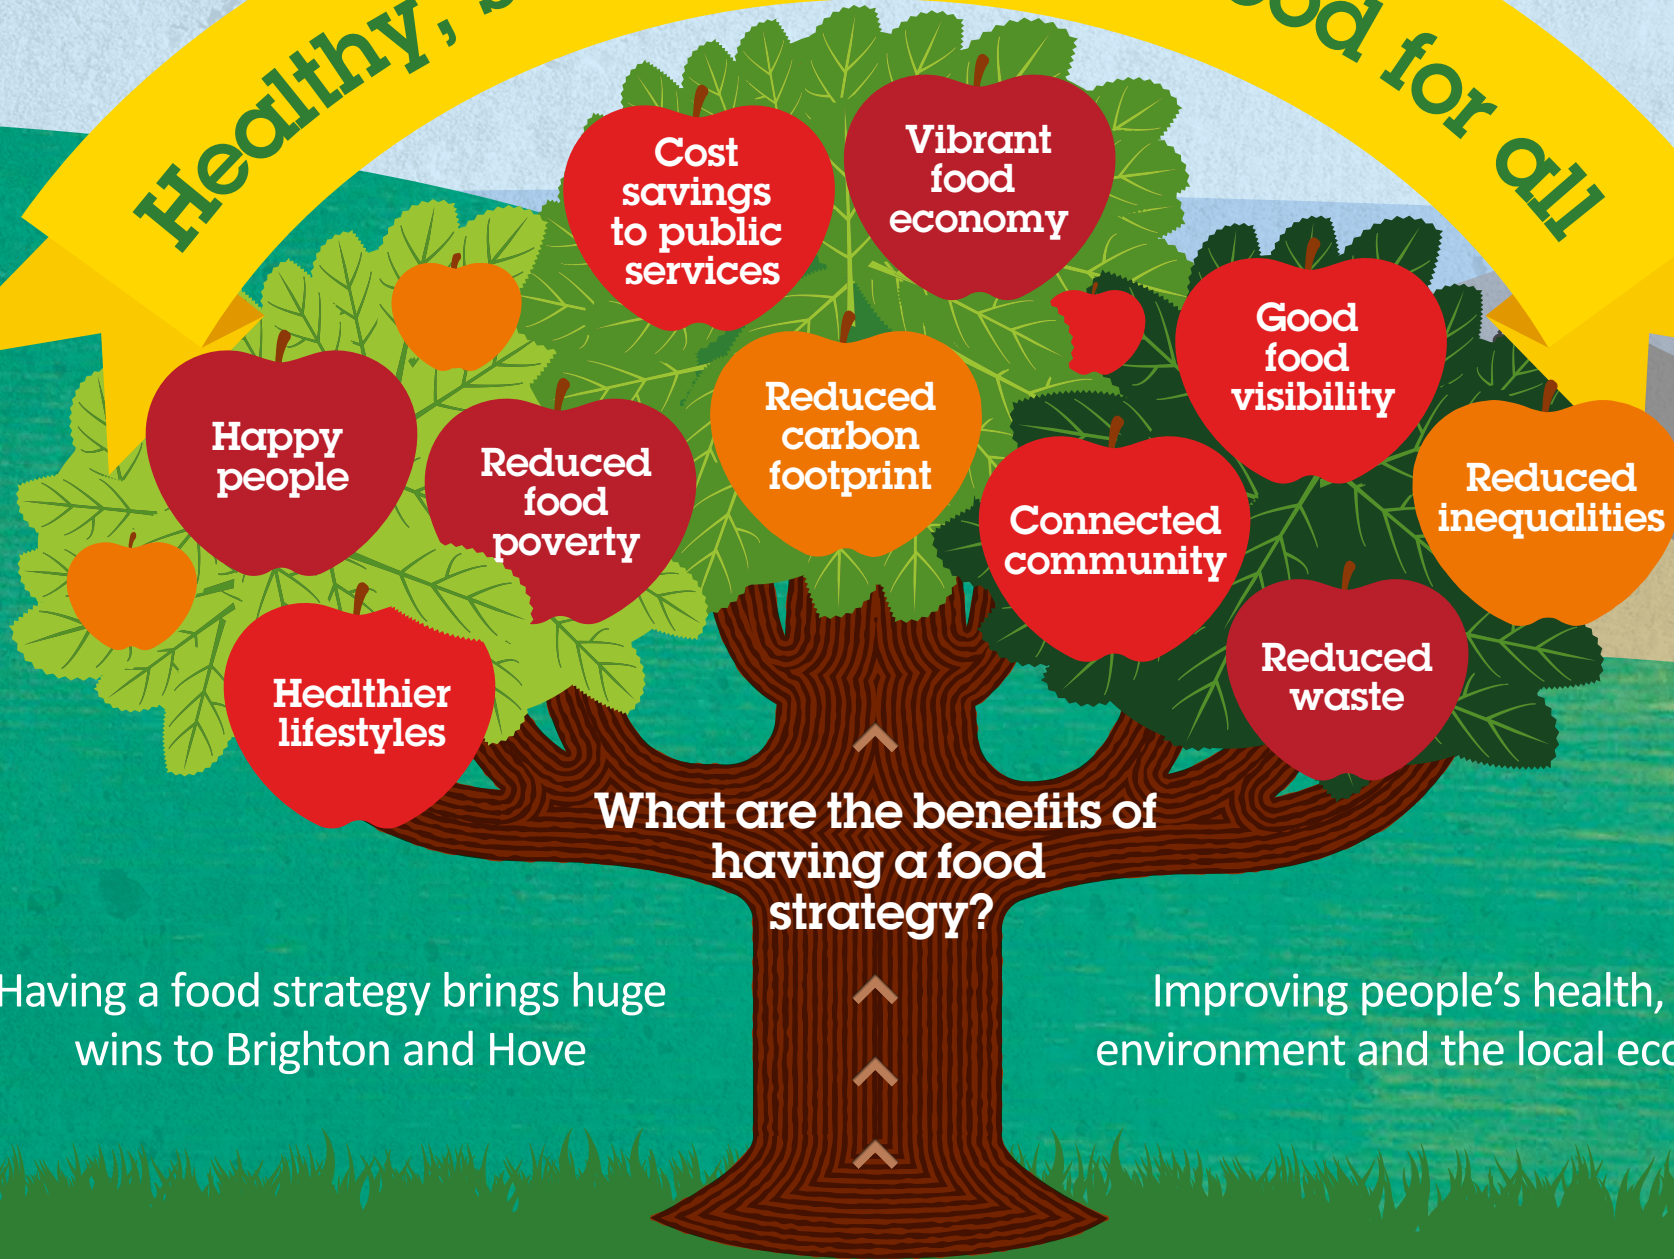 Healthy,
food for all
Cost
savings
to public
services
Vibrant
food
economy
Good
food
visibility
Happy
people
Reduced
food
poverty
Reduced
carbon
footprint
Connected
community
Reduced
inequalities
Healthier
lifestyles
Reduced
waste
What are the benefits of
having a food
strategy?
Having a food strategy brings huge
wins to Brighton and Hove
Improving people's health,
environment and the local